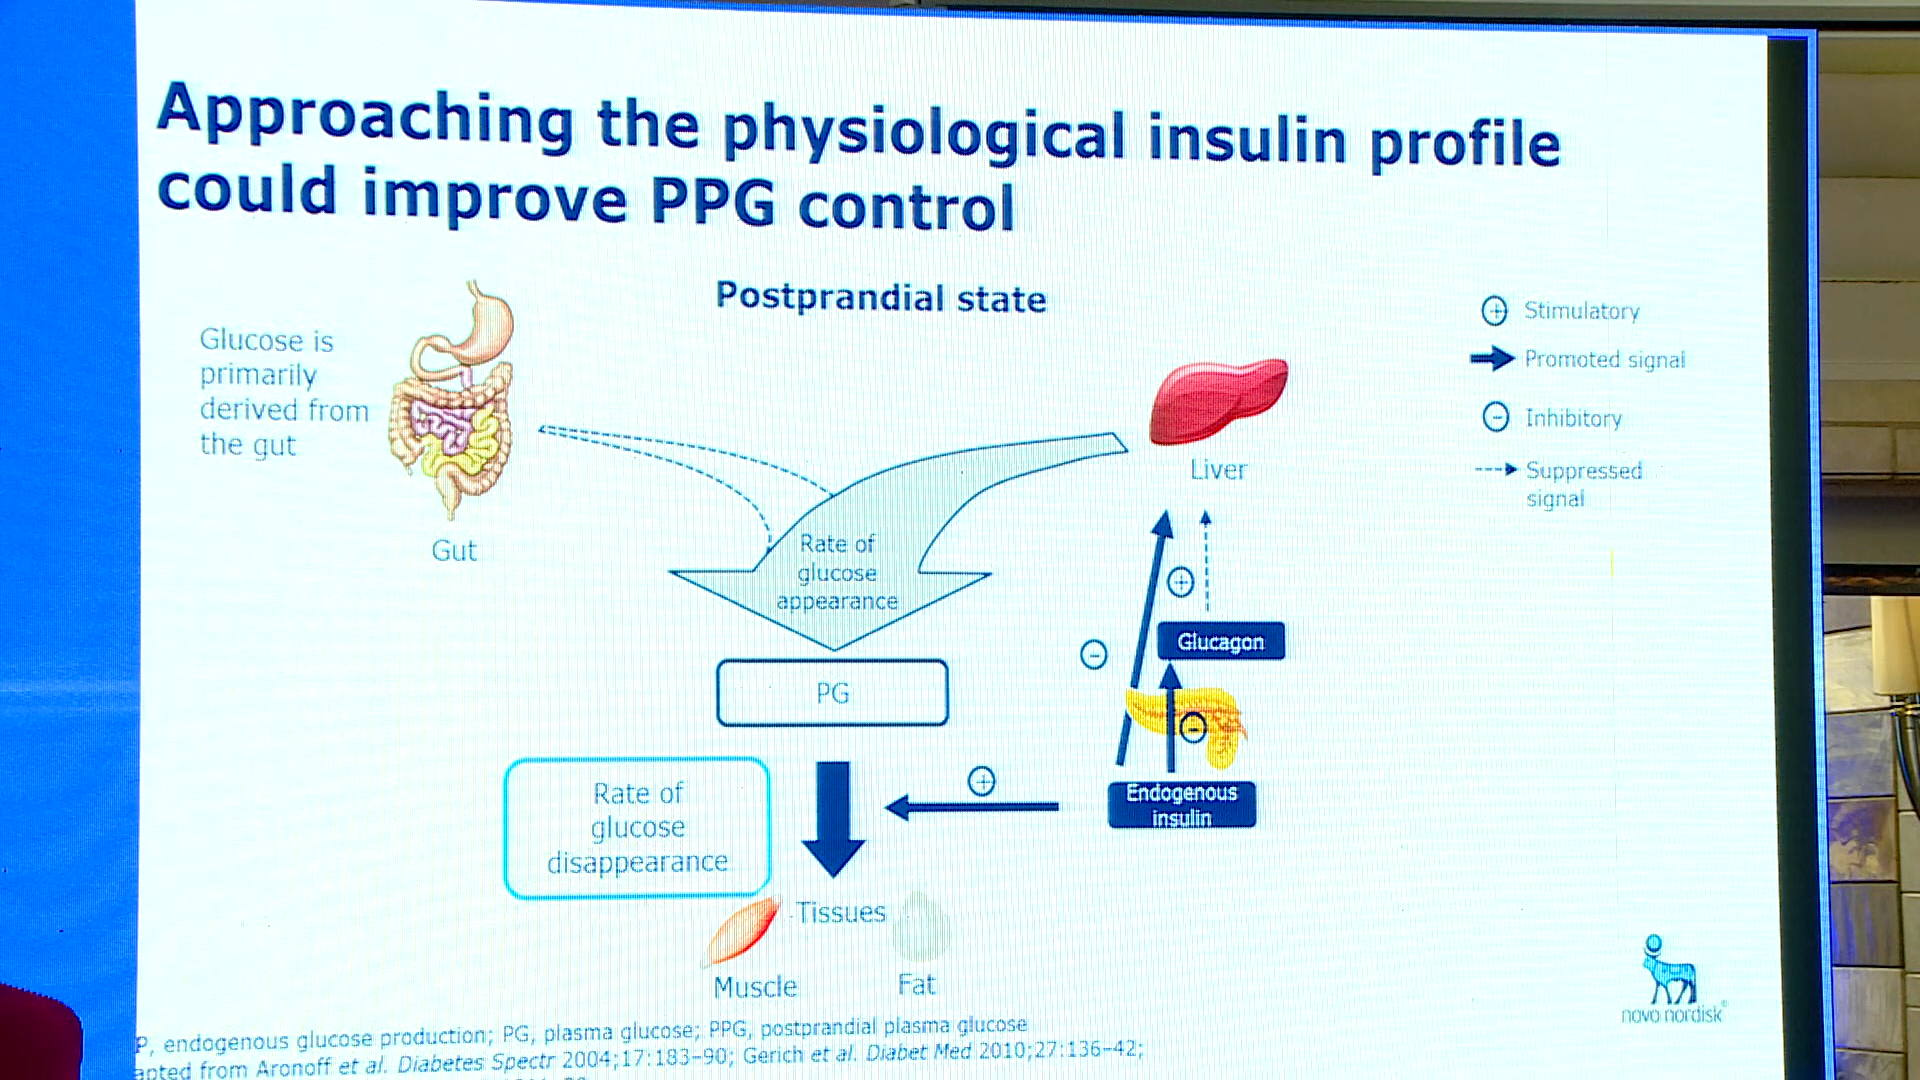 Approaching the physiological insulin profile
could improve PPG control
Postprandial state
Glucose is
primarily
derived from
the gut
Gut
Liver
Stimulatory
Promoted signal
Inhibitory
Suppressed
signal
Rate of
glucose
appearance
Glucagon
PG
Endogenous
insulin
Rate of
glucose
disappearance
Tissues
Muscle
Fat
novo nordisk
P, endogenous glucose production; PG, plasma glucose; PPG, postprandial plasma glucose
apted from Aronoff et al. Diabetes Spectr 2004;17:183-90; Gerich et al. Diabet Med 2010;27:136-42;